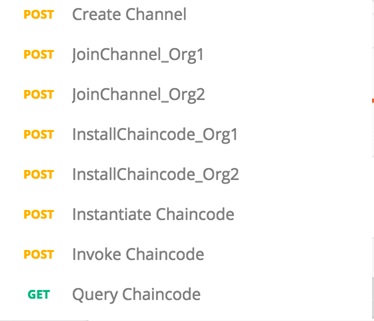 POST Create Channel
POST JoinChannel_Org1
POST JoinChannel_Org2
POST InstallChaincode_Org1
POST InstallChaincode_Org2
POST Instantiate Chaincode
POST Invoke Chaincode
GET Query Chaincode